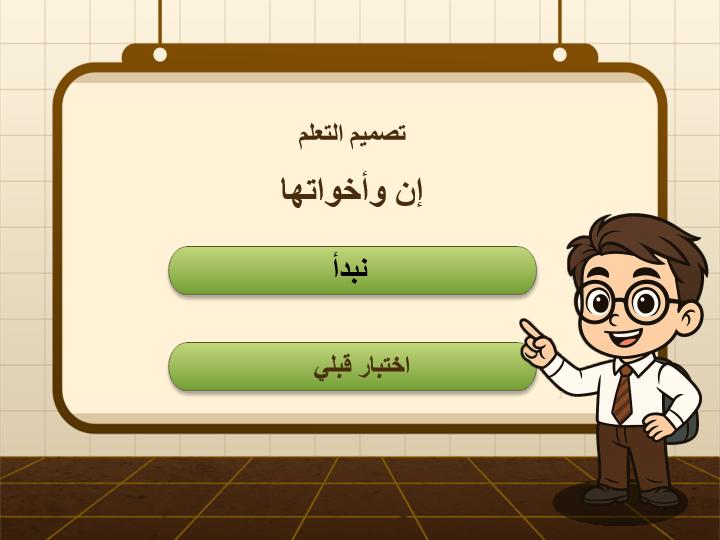 تصميم التعلم
إن وأخواتها
نبدأ
اختبار قبلي